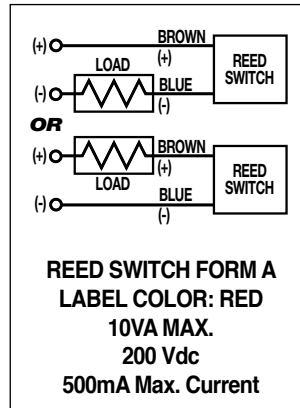 (+) BROWN
(+)
LOAD
REED
SWITCH
(-) BLUE
(-)
OR
(+) BROWN
(+)
LOAD
REED
SWITCH
BLUE
(-) (-)
REED SWITCH FORM A
LABEL COLOR: RED
10VA MAX.
200 Vdc
500mA Max. Current